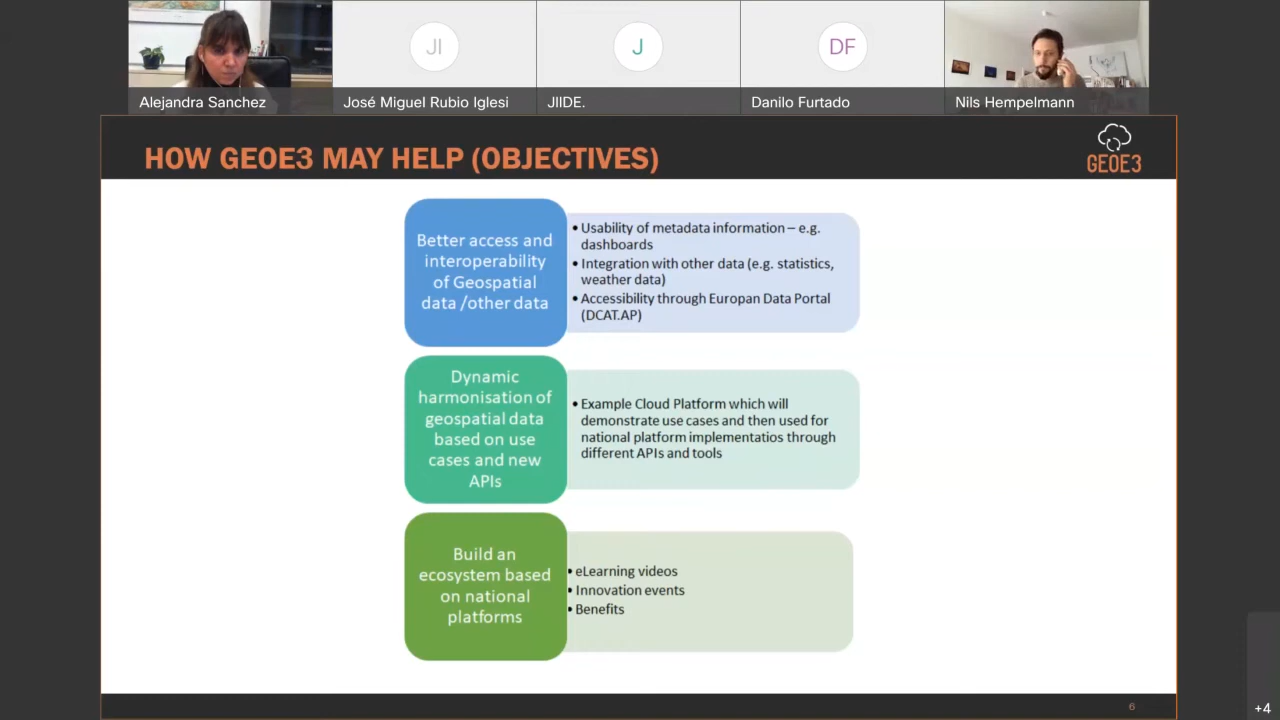 JI
J
DF
Alejandra Sanchez
José Miguel Rubio Iglesi
JIIDE.
Danilo Furtado
Nils Hempelmann
HOW GEOE3 MAY HELP (OBJECTIVES)
GEOE3
Better access and
interoperability
of Geospatial
data /other data
• Usability of metadata information – e.g.
dashboards
• Integration with other data (e.g. statistics,
weather data)
• Accessibility through Europan Data Portal
(DCAT.AP)
Dynamic
harmonisation of
geospatial data
based on use
cases and new
APIs
• Example Cloud Platform which will
demonstrate use cases and then used for
national platform implementatios through
different APIs and tools
Build an
ecosystem based
on national
platforms
• eLearning videos
• Innovation events
• Benefits
6
+4